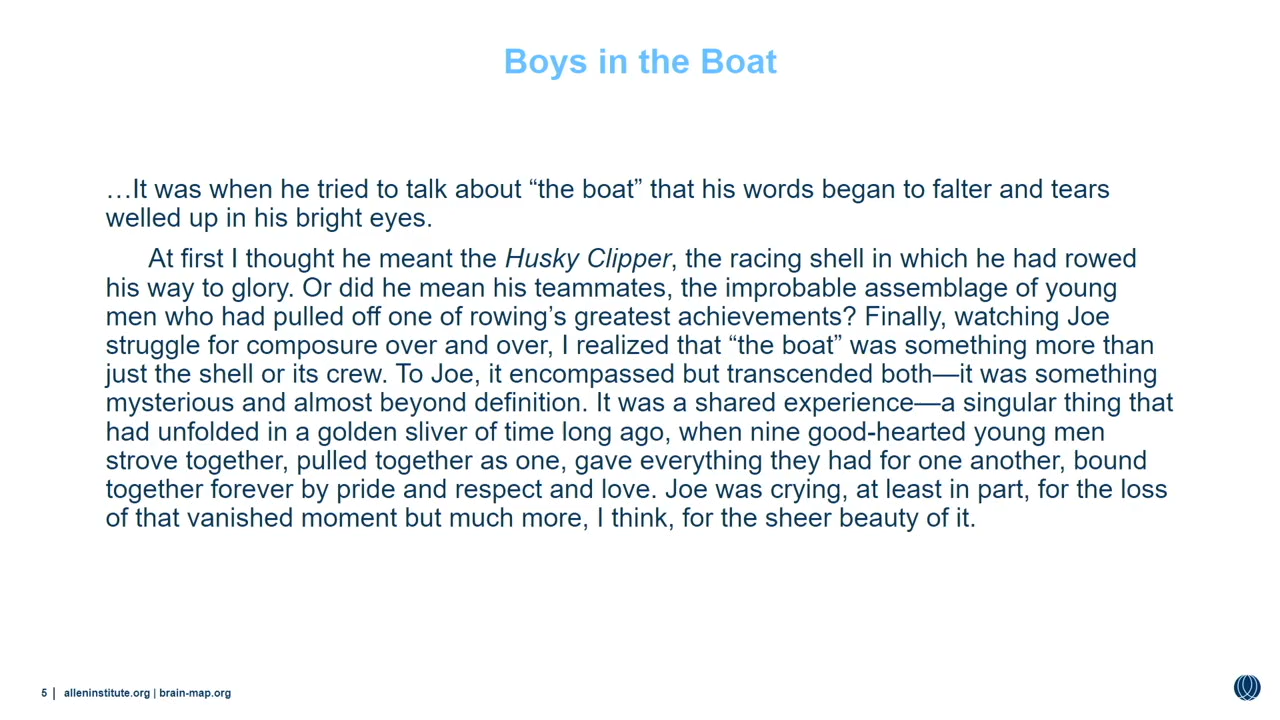 Boys in the Boat
…It was when he tried to talk about “the boat” that his words began to falter and tears
welled up in his bright eyes.
At first I thought he meant the Husky Clipper, the racing shell in which he had rowed
his way to glory. Or did he mean his teammates, the improbable assemblage of young
men who had pulled off one of rowing’s greatest achievements? Finally, watching Joe
struggle for composure over and over, I realized that “the boat” was something more than
just the shell or its crew. To Joe, it encompassed but transcended both—it was something
mysterious and almost beyond definition. It was a shared experience—a singular thing that
had unfolded in a golden sliver of time long ago, when nine good-hearted young men
strove together, pulled together as one, gave everything they had for one another, bound
together forever by pride and respect and love. Joe was crying, at least in part, for the loss
of that vanished moment but much more, I think, for the sheer beauty of it.
5 | alleninstitute.org | brain-map.org